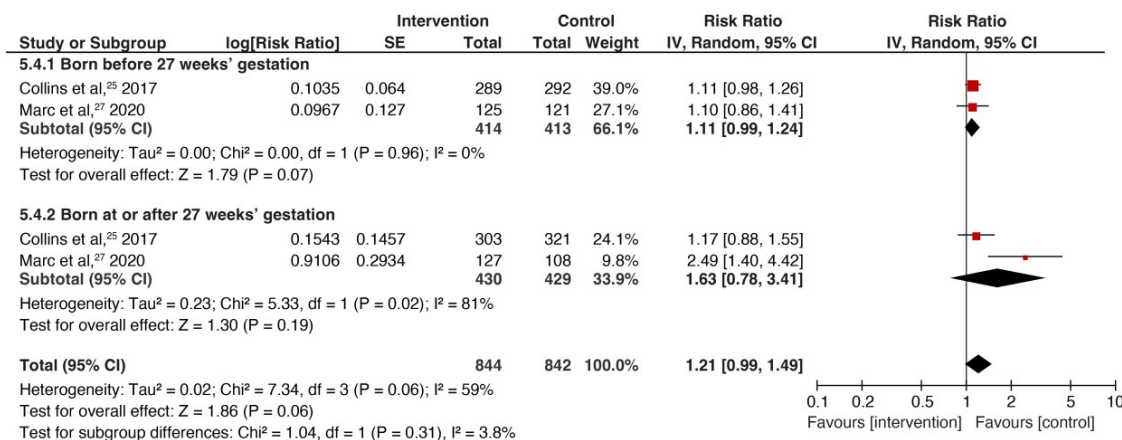 Intervention Control Risk Ratio Risk Ratio
Study or Subgroup log[Risk Ratio] SE Total Total Weight IV, Random, 95% CI IV, Random, 95% CI
5.4.1 Born before 27 weeks’ gestation
Collins et al,²⁵ 2017 0.1035 0.064 289 292 39.0% 1.11 [0.98, 1.26]
Marc et al,²⁷ 2020 0.0967 0.127 125 121 27.1% 1.10 [0.86, 1.41]
Subtotal (95% CI) 414 413 66.1% 1.11 [0.99, 1.24]
Heterogeneity: Tau² = 0.00; Chi² = 0.00, df = 1 (P = 0.96); I² = 0%
Test for overall effect: Z = 1.79 (P = 0.07)
5.4.2 Born at or after 27 weeks’ gestation
Collins et al,²⁵ 2017 0.1543 0.1457 303 321 24.1% 1.17 [0.88, 1.55]
Marc et al,²⁷ 2020 0.9106 0.2934 127 108 9.8% 2.49 [1.40, 4.42]
Subtotal (95% CI) 430 429 33.9% 1.63 [0.78, 3.41]
Heterogeneity: Tau² = 0.23; Chi² = 5.33, df = 1 (P = 0.02); I² = 81%
Test for overall effect: Z = 1.30 (P = 0.19)
Total (95% CI) 844 842 100.0% 1.21 [0.99, 1.49]
Heterogeneity: Tau² = 0.02; Chi² = 7.34, df = 3 (P = 0.06); I² = 59%
Test for overall effect: Z = 1.86 (P = 0.06)
Test for subgroup differences: Chi² = 1.04, df = 1 (P = 0.31), I² = 3.8%
0.1 0.2 0.5 1 2 5 10
Favours [intervention] Favours [control]